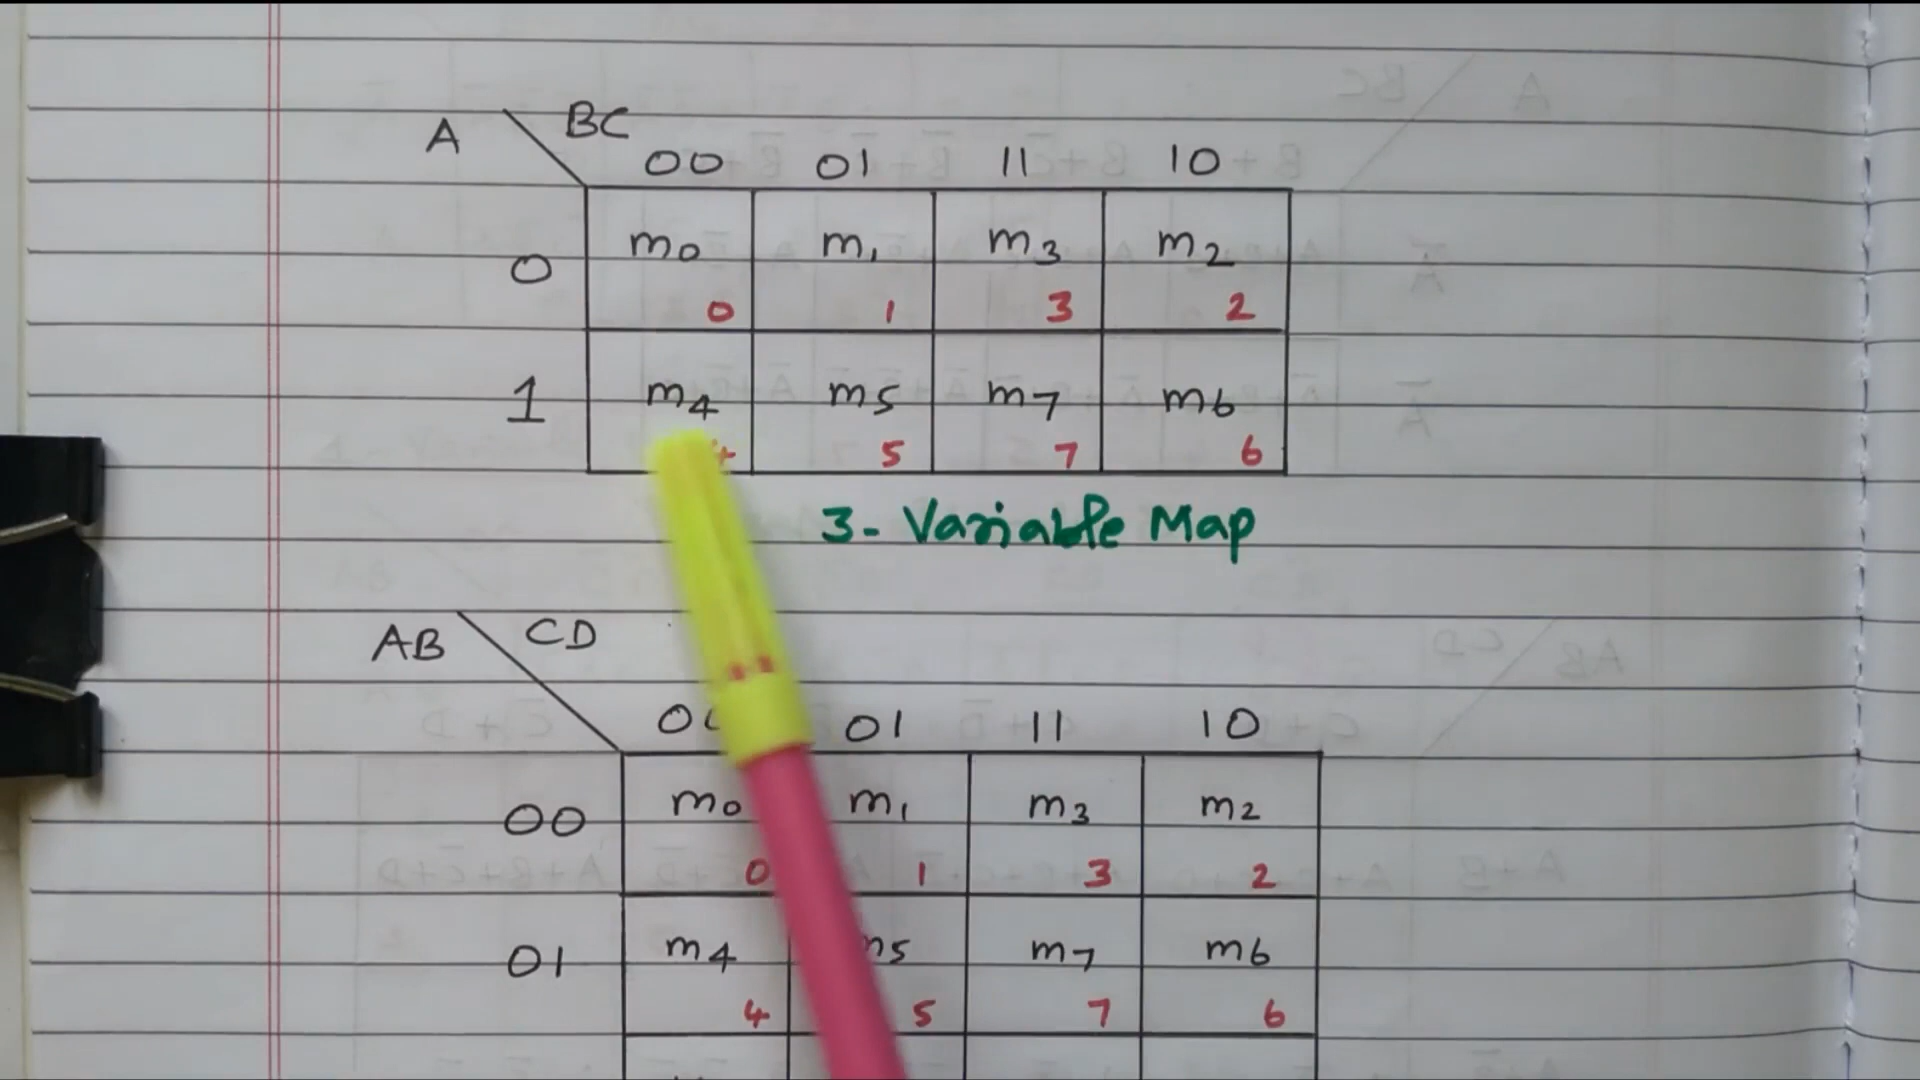 A BC
00 01 11 10
0 m0 m1 m3 m2
0 1 3 2
1 m4 m5 m7 m6
5 7 6
3- Variable Map
AB CD
01 11 10
00 m0 m1 m3 m2
0 1 3 2
01 m4 m7 m6
4 5 7 6